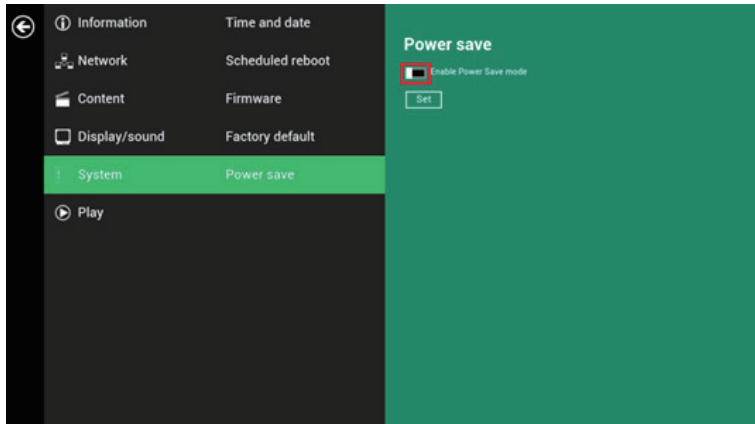 Information
Network
Content
Display/sound
System
Play
Time and date
Scheduled reboot
Firmware
Factory default
Power save
Power save
Enable Power Save mode
Set